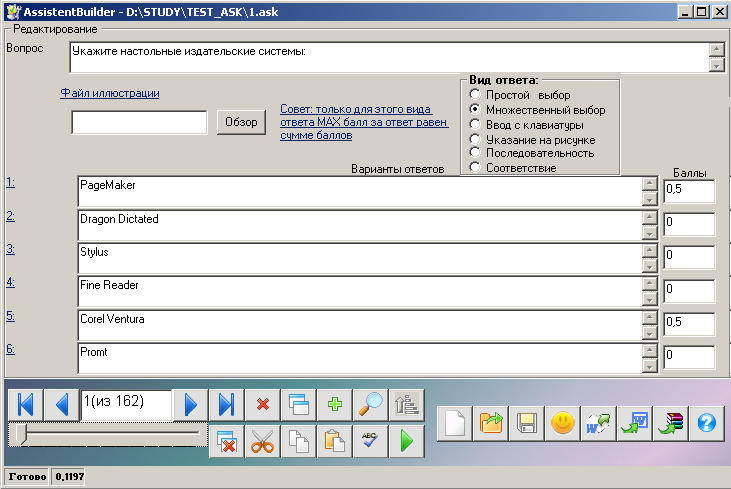 AssistentBuilder - D:\STUDY\TEST_ASK\1.ask
Редактирование
Вопрос
Укажите настольные издательские системы:
Файл иллюстрации
Обзор
Совет: только для этого вида
ответа MAX балл за ответ равен
сумме баллов
Вид ответа:
Простой выбор
Множественный выбор
Ввод с клавиатуры
Указание на рисунке
Последовательность
Соответствие
Варианты ответов
Баллы
1:
PageMaker
0,5
2:
Dragon Dictated
0
3:
Stylus
0
4:
Fine Reader
0
5:
Corel Ventura
0,5
6:
Promt
0
1(из 162)
ABC
W
W
?
Готово
0,1197